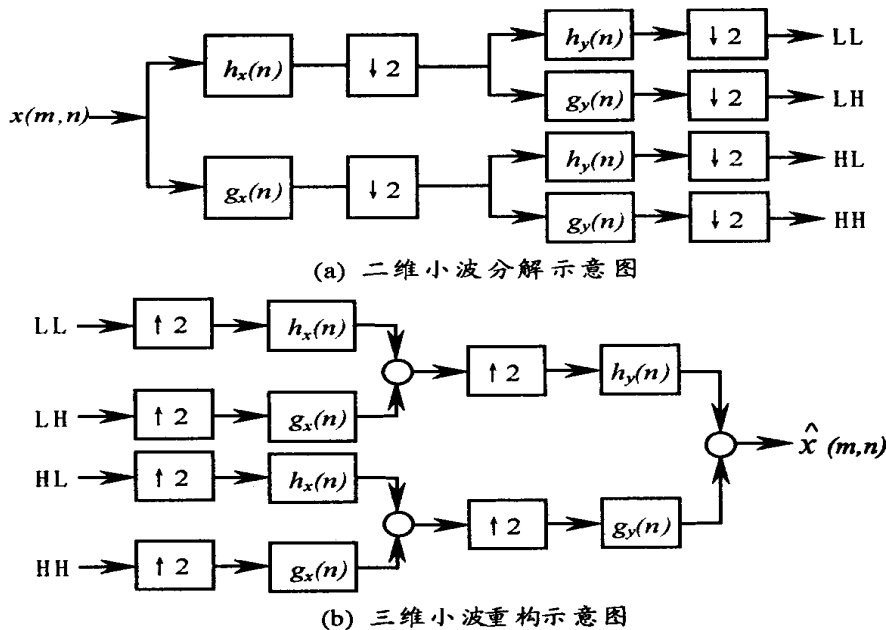 h_x(n) ↓2 h_y(n) ↓2 LL
g_y(n) ↓2 LH
x(m,n)
g_x(n) ↓2 h_y(n) ↓2 HL
g_y(n) ↓2 HH
(a) 二维小波分解示意图
LL ↑2 h_x(n)
↑2 h_y(n)
LH ↑2 g_x(n)
x̂ (m,n)
HL ↑2 h_x(n)
↑2 g_y(n)
HH ↑2 g_x(n)
(b) 三维小波重构示意图